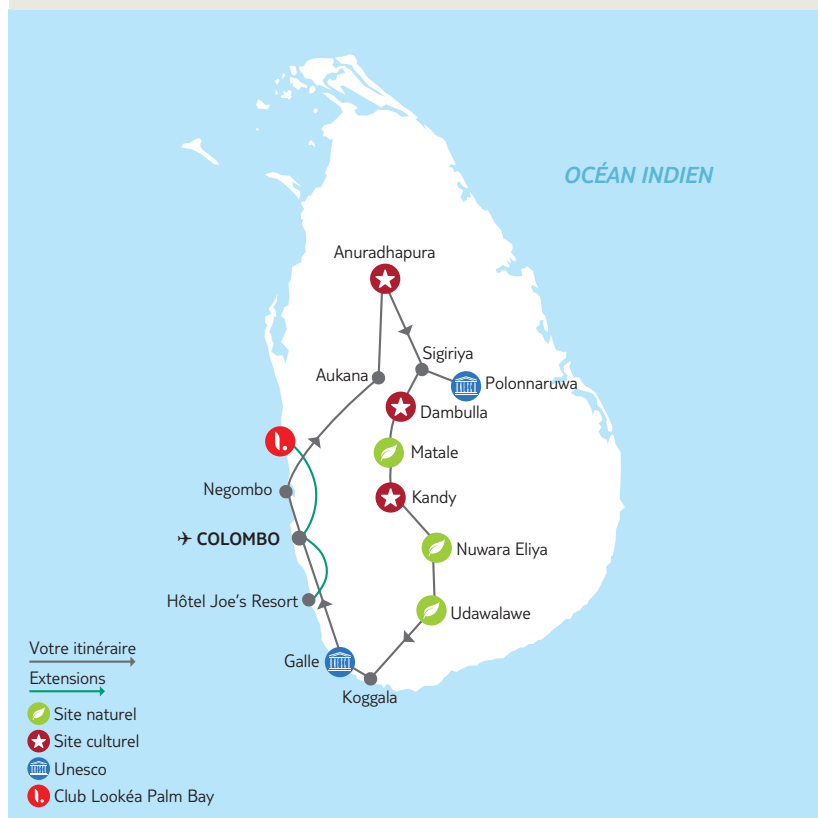 OCÉAN INDIEN
Anuradhapura
Sigiriya
Aukana
Polonnaruwa
Dambulla
Matale
Negombo
Kandy
COLOMBO
Nuwara Eliya
Hôtel Joe's Resort
Udawalawe
Galle
Koggala
Votre itinéraire
Extensions
Site naturel
Site culturel
Unesco
Club Lookéa Palm Bay